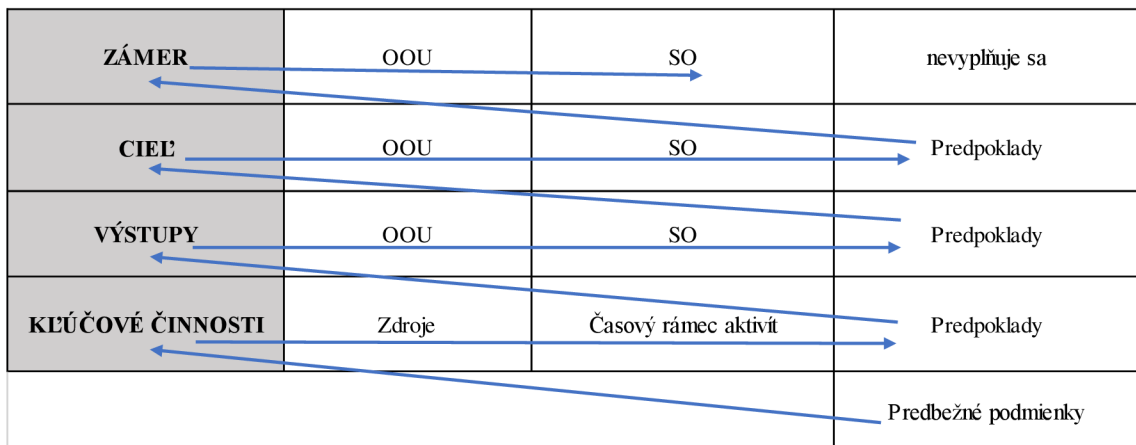 ZÁMER OOU SO nevyplňuje sa
CIEĽ OOU SO Predpoklady
VÝSTUPY OOU SO Predpoklady
KĽÚČOVÉ ČINNOSTI Zdroje Časový rámec aktivít Predpoklady
Predbežné podmienky